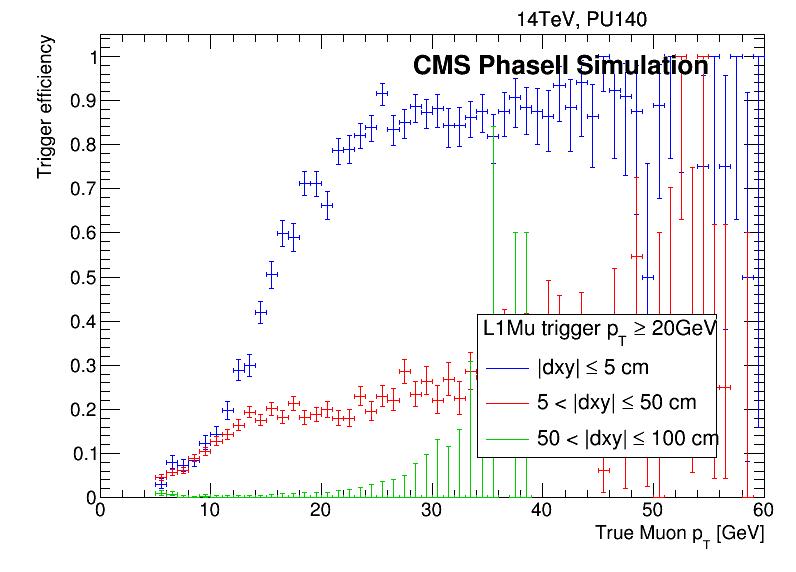 14TeV, PU140
CMS PhaseII Simulation
Trigger efficiency
1
0.9
0.8
0.7
0.6
0.5
0.4
0.3
0.2
0.1
0
L1Mu trigger p_T ≥ 20GeV
|dxy| ≤ 5 cm
5 < |dxy| ≤ 50 cm
50 < |dxy| ≤ 100 cm
0 10 20 30 40 50 60
True Muon p_T [GeV]